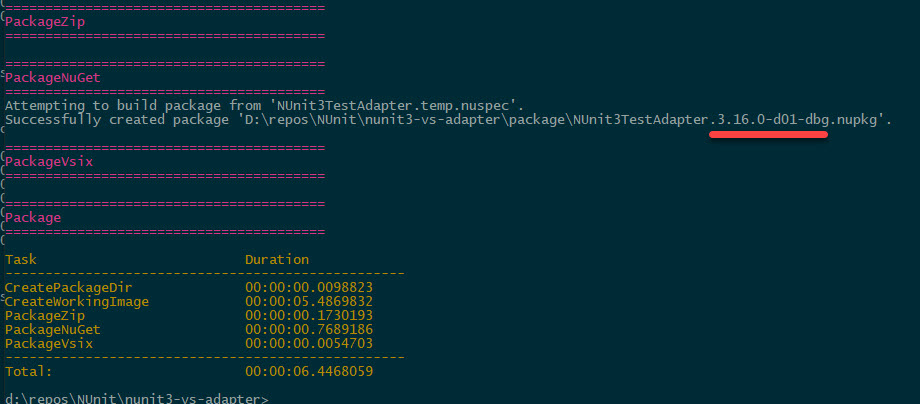 ========================================
PackageZip
========================================
========================================
PackageNuGet
========================================
Attempting to build package from 'NUnit3TestAdapter.temp.nuspec'.
Successfully created package 'D:\repos\NUnit\nunit3-vs-adapter\package\NUnit3TestAdapter.3.16.0-d01-dbg.nupkg'.
========================================
PackageVsix
========================================
========================================
Package
========================================
Task                          Duration
--------------------------------------------------
CreatePackageDir              00:00:00.0098823
CreateWorkingImage            00:00:05.4869832
PackageZip                    00:00:00.1730193
PackageNuGet                  00:00:00.7689186
PackageVsix                   00:00:00.0054703
--------------------------------------------------
Total:                        00:00:06.4468059
d:\repos\NUnit\nunit3-vs-adapter>